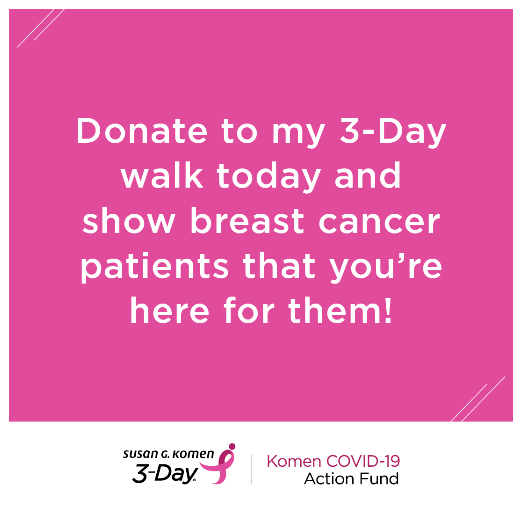 Donate to my 3-Day
walk today and
show breast cancer
patients that you're
here for them!
SUSAN G. KOMEN
3-Day
Komen COVID-19
Action Fund